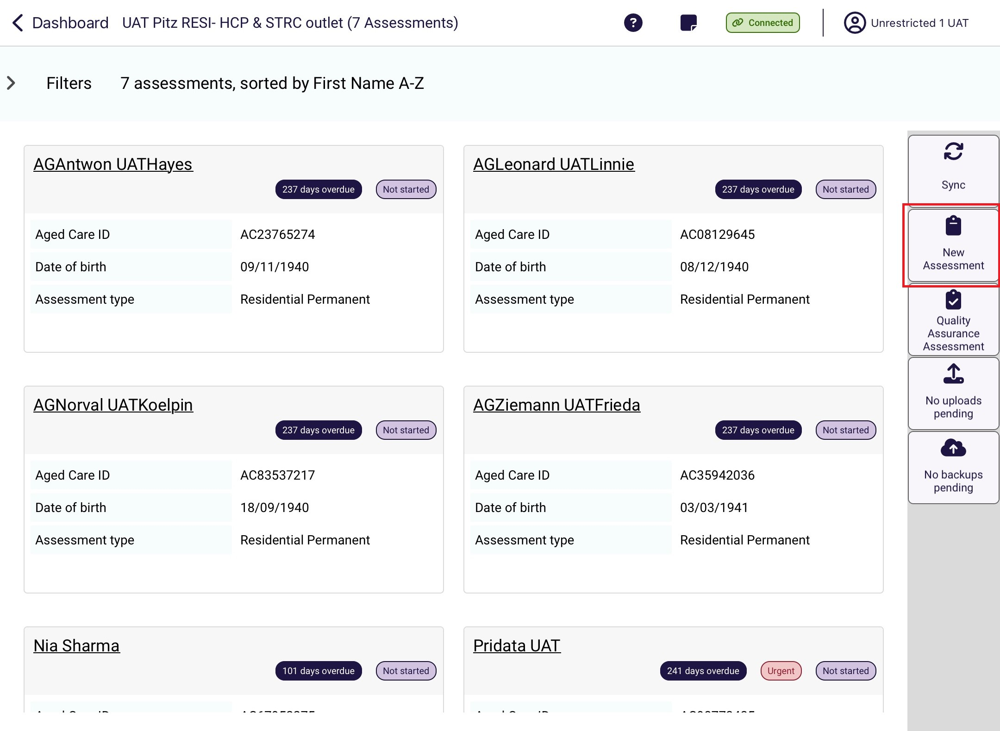 Dashboard UAT Pitz RESI- HCP & STRC outlet (7 Assessments) ? Connected Unrestricted 1 UAT
Filters 7 assessments, sorted by First Name A-Z
AGAntwon UATHayes
237 days overdue Not started
Aged Care ID AC23765274
Date of birth 09/11/1940
Assessment type Residential Permanent
AGLeonard UATLinnie
237 days overdue Not started
Aged Care ID AC08129645
Date of birth 08/12/1940
Assessment type Residential Permanent
AGNorval UATKoelpin
237 days overdue Not started
Aged Care ID AC83537217
Date of birth 18/09/1940
Assessment type Residential Permanent
AGZiemann UATFrieda
237 days overdue Not started
Aged Care ID AC35942036
Date of birth 03/03/1941
Assessment type Residential Permanent
Nia Sharma
101 days overdue Not started
Aged Care ID
Pridata UAT
241 days overdue Urgent Not started
Aged Care ID
Sync
New
Assessment
Quality
Assurance
Assessment
No uploads
pending
No backups
pending